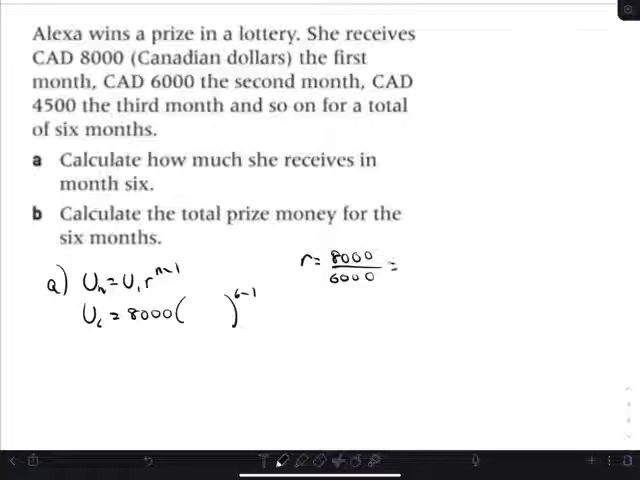 Alexa wins a prize in a lottery. She receives
CAD 8000 (Canadian dollars) the first
month, CAD 6000 the second month, CAD
4500 the third month and so on for a total
of six months.
a Calculate how much she receives in
month six.
b Calculate the total prize money for the
six months.
a) Uₙ = U₁ rⁿ⁻¹
r = 8000/6000 =
U₆ = 8000( )⁶⁻¹